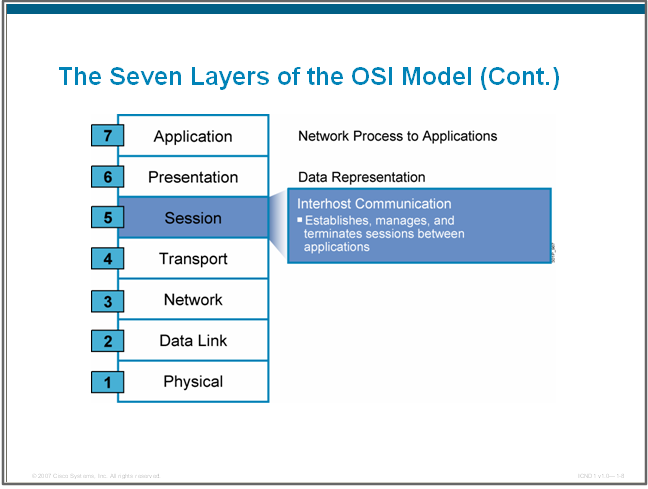 The Seven Layers of the OSI Model (Cont.)
7 Application Network Process to Applications
6 Presentation Data Representation
5 Session
Interhost Communication
Establishes, manages, and
terminates sessions between
applications
4 Transport
3 Network
2 Data Link
1 Physical
© 2007 Cisco Systems, Inc. All rights reserved.